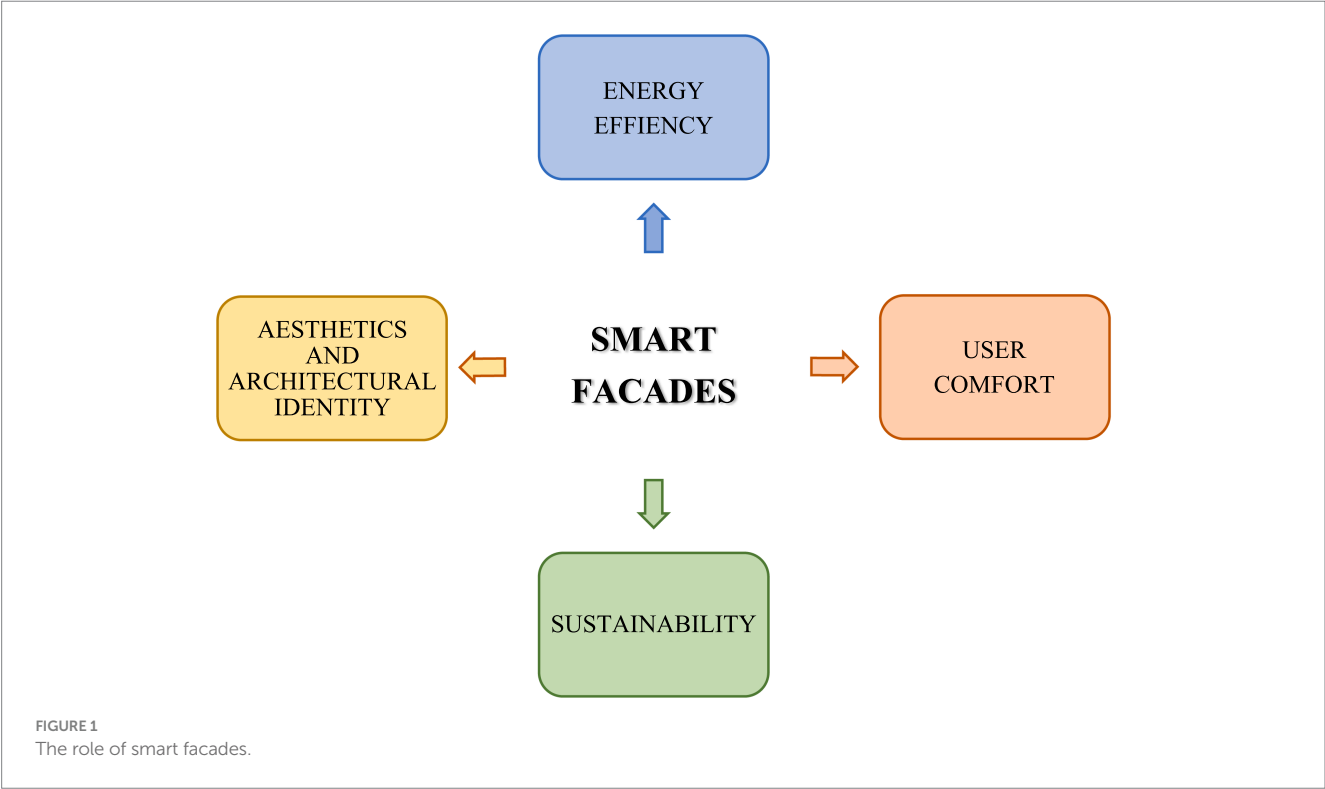 ENERGY
EFFIENCY
AESTHETICS
AND
ARCHITECTURAL
IDENTITY
SMART
FACADES
USER
COMFORT
SUSTAINABILITY
FIGURE 1
The role of smart facades.